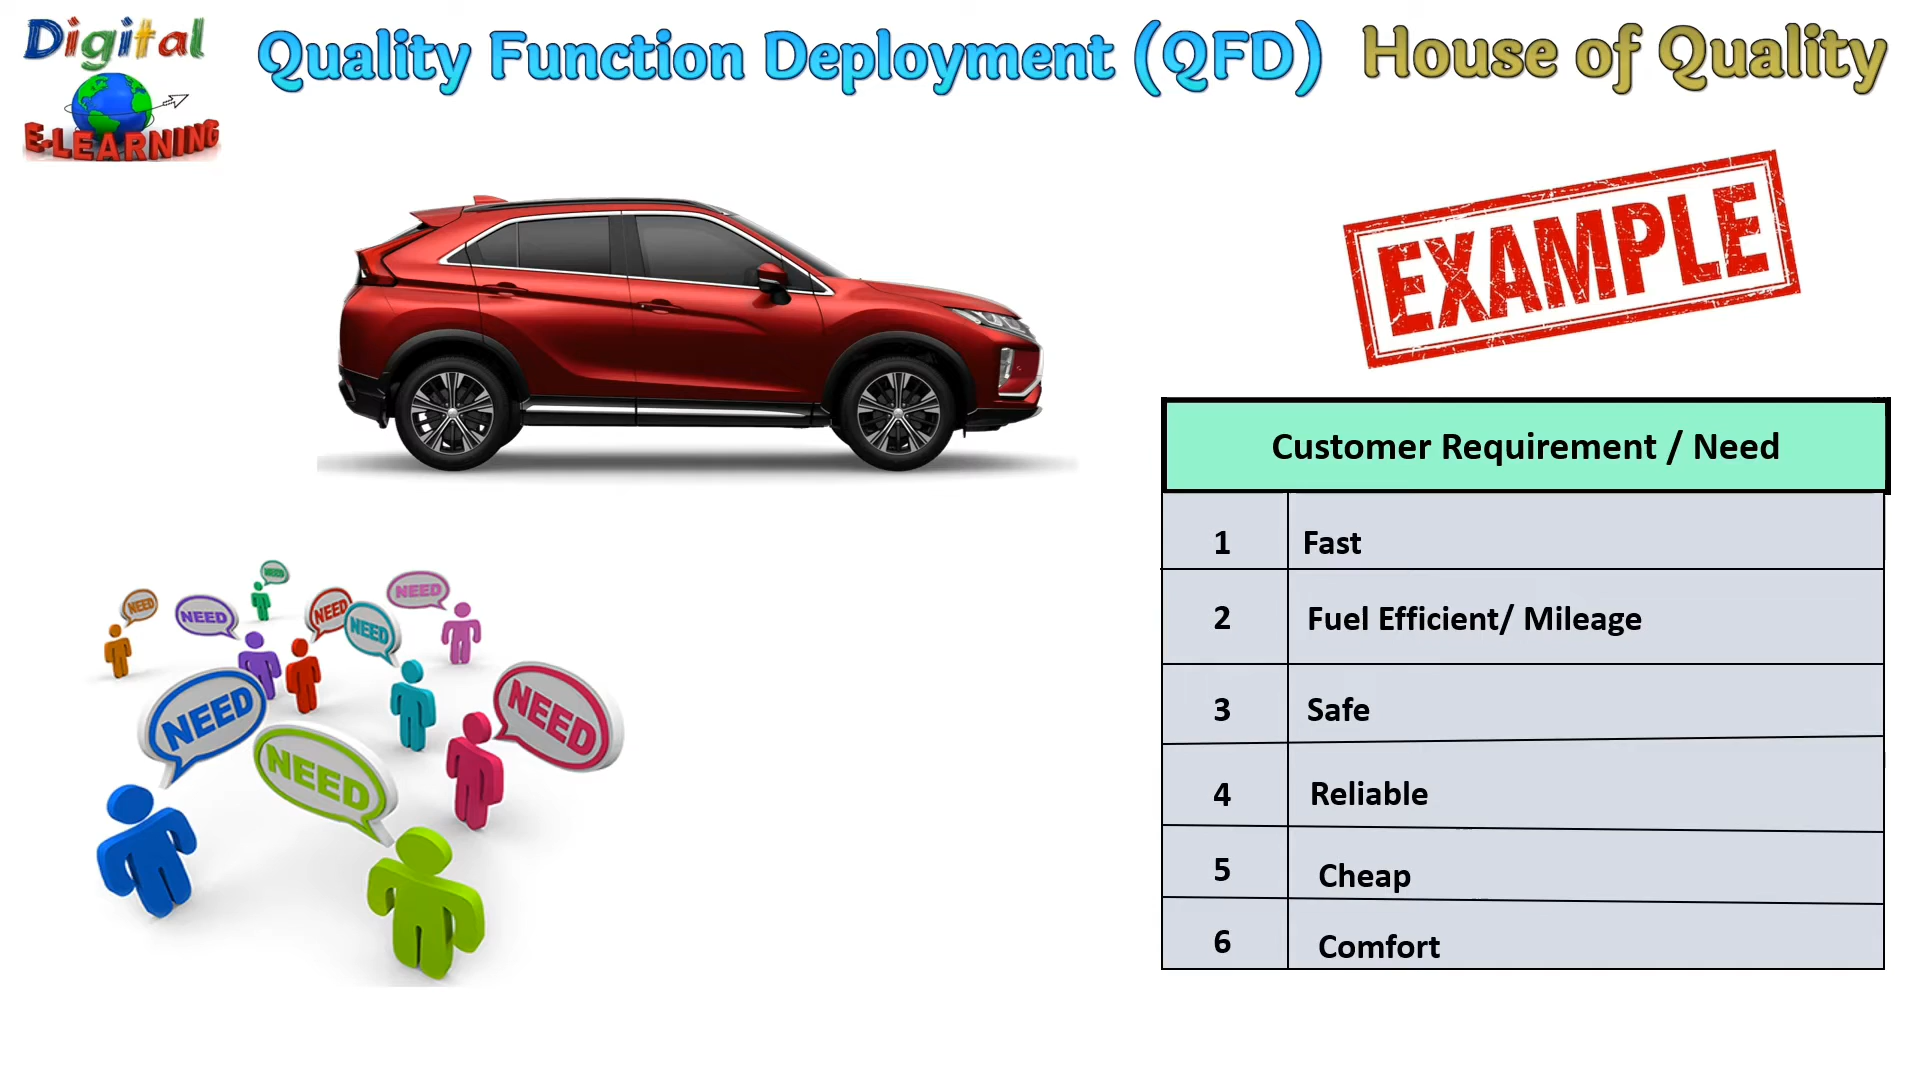 Digital
E-LEARNING
Quality Function Deployment (QFD) House of Quality
EXAMPLE
Customer Requirement / Need
1 Fast
2 Fuel Efficient/ Mileage
3 Safe
4 Reliable
5 Cheap
6 Comfort
NEED
NEED
NEED
NEED
NEED
NEED
NEED
NEED
NEED